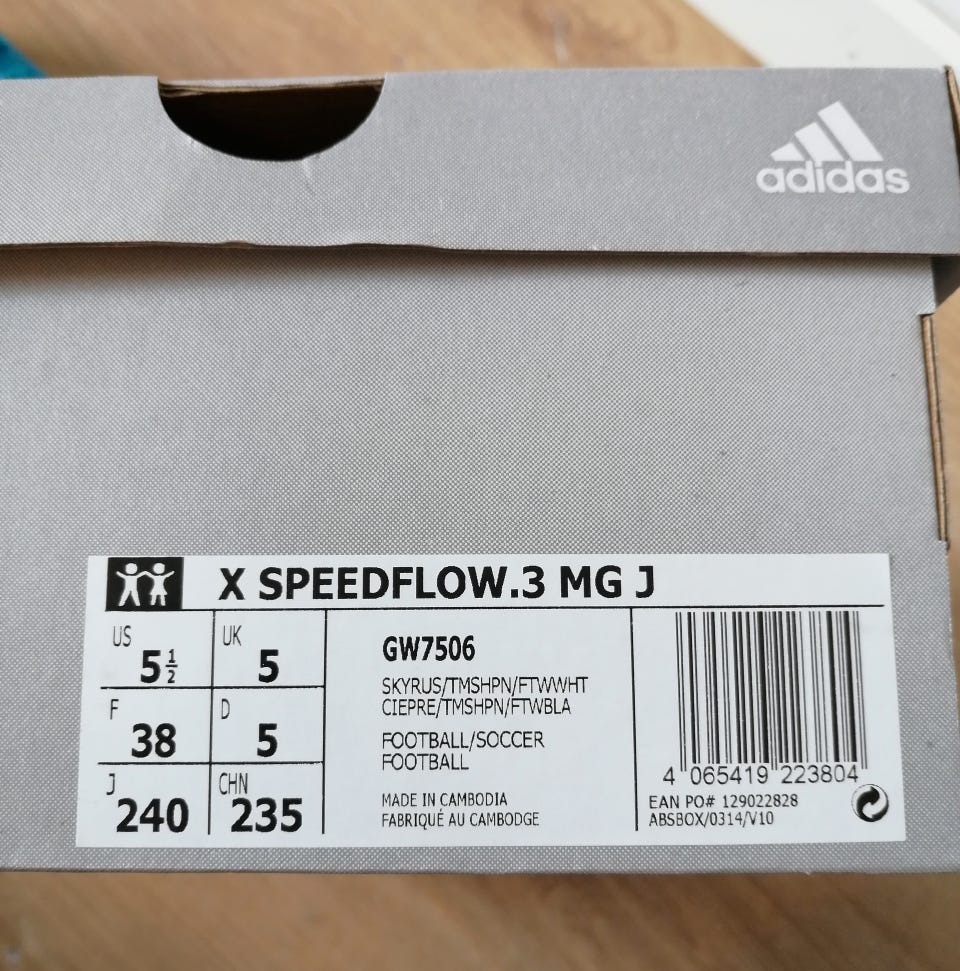 adidas
X SPEEDFLOW.3 MG J
US
5 1/2
UK
5
F
38
D
5
J
240
CHN
235
GW7506
SKYRUS/TMSHPN/FTWWHT
CIEPRE/TMSHPN/FTWBLA
FOOTBALL/SOCCER
FOOTBALL
MADE IN CAMBODIA
FABRIQUÉ AU CAMBODGE
4 065419 223804
EAN PO# 129022828
ABSBOX/0314/V10